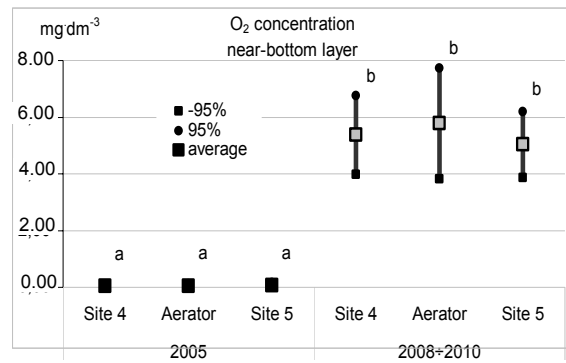 mg·dm-3
O2 concentration
near-bottom layer
8.00
6.00
4.00
2.00
0.00
-95%
95%
average
a a a
b b b
Site 4 Aerator Site 5 Site 4 Aerator Site 5
2005 2008÷2010